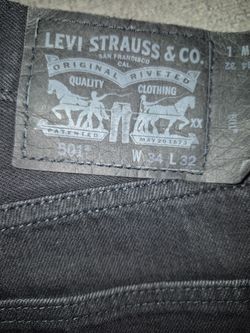 LEVI STRAUSS & CO.
SAN FRANCISCO
CAL.
ORIGINAL RIVETED
QUALITY CLOTHING
XX
PATENTED
MAY 20 1873
501
W 34 L 32